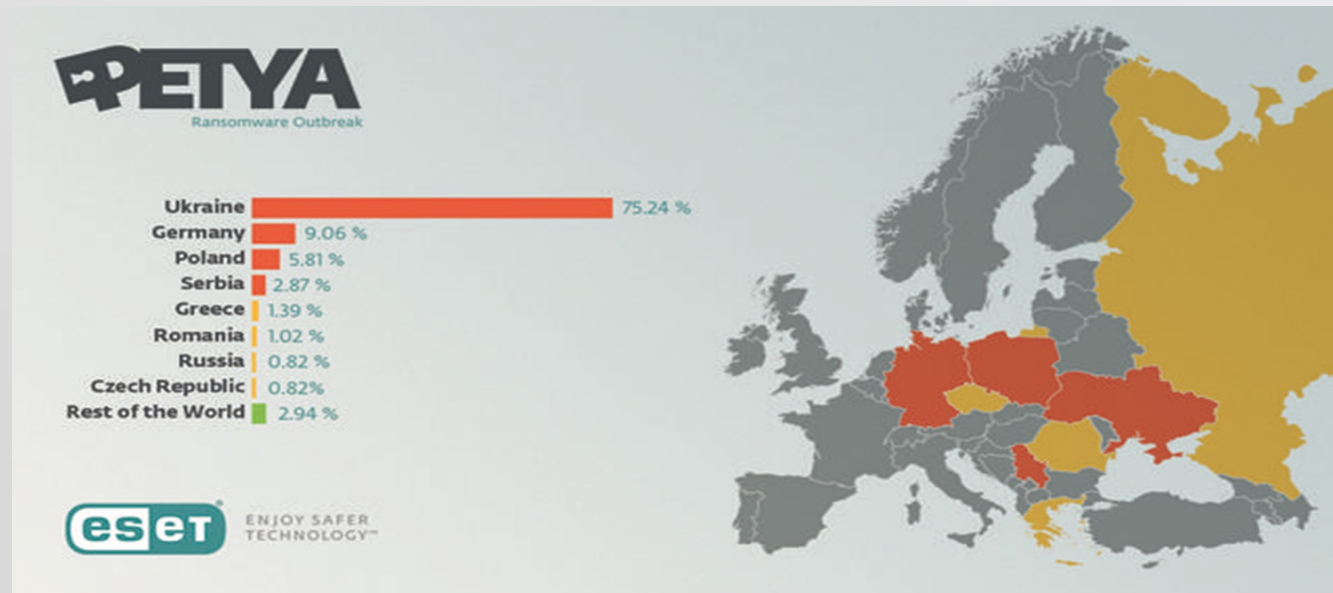 PETYA
Ransomware Outbreak
Ukraine 75.24 %
Germany 9.06 %
Poland 5.81 %
Serbia 2.87 %
Greece 1.39 %
Romania 1.02 %
Russia 0.82 %
Czech Republic 0.82%
Rest of the World 2.94 %
eseT® ENJOY SAFER
TECHNOLOGY™